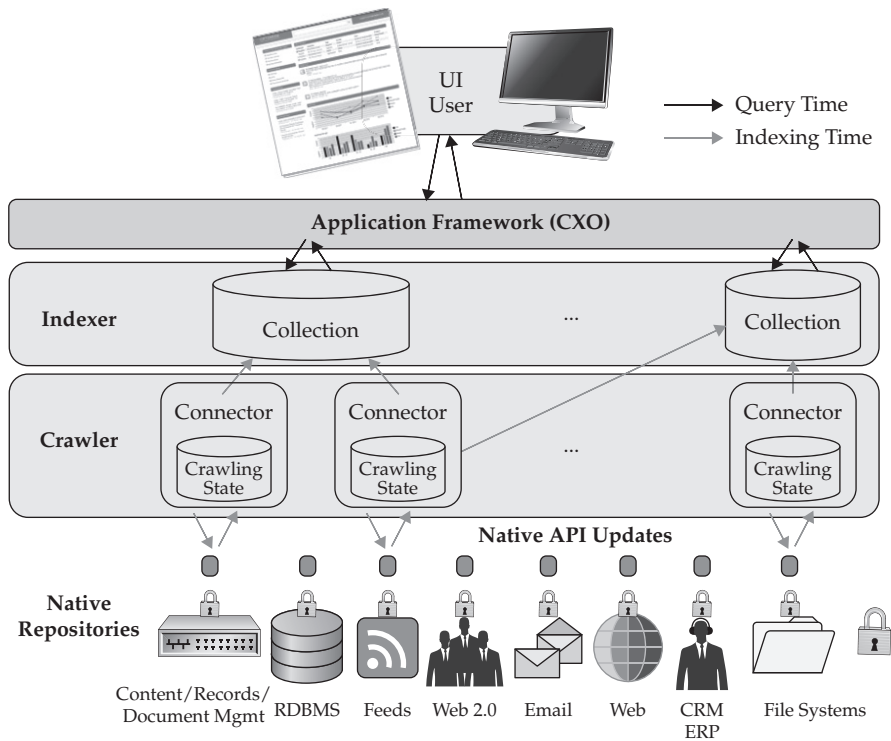 UI
User
Query Time
Indexing Time
Application Framework (CXO)
Indexer
Collection
...
Collection
Crawler
Connector
Crawling
State
Connector
Crawling
State
...
Connector
Crawling
State
Native API Updates
Native
Repositories
Content/Records/
Document Mgmt
RDBMS
Feeds
Web 2.0
Email
Web
CRM
ERP
File Systems